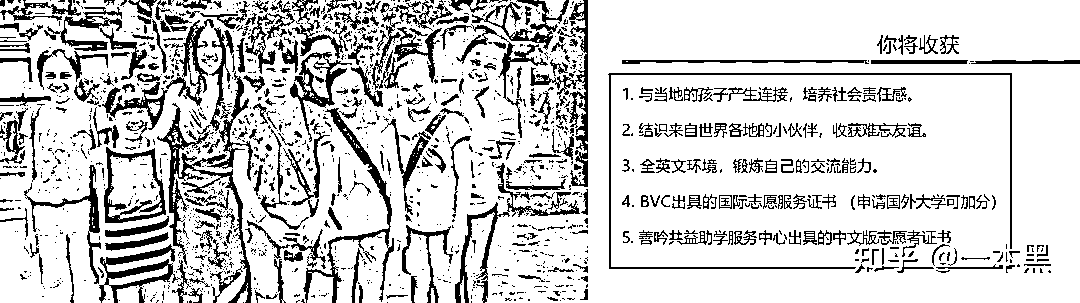 你将收获
1. 与当地的孩子产生连接，培养社会责任感。
2. 结识来自世界各地的小伙伴，收获难忘友谊。
3. 全英文环境，锻炼自己的交流能力。
4. BVC出具的国际志愿服务证书 （申请国外大学可加分）
5. 善吟共益助学服务中心出具的中文版志愿者证书
知乎 @一本黑